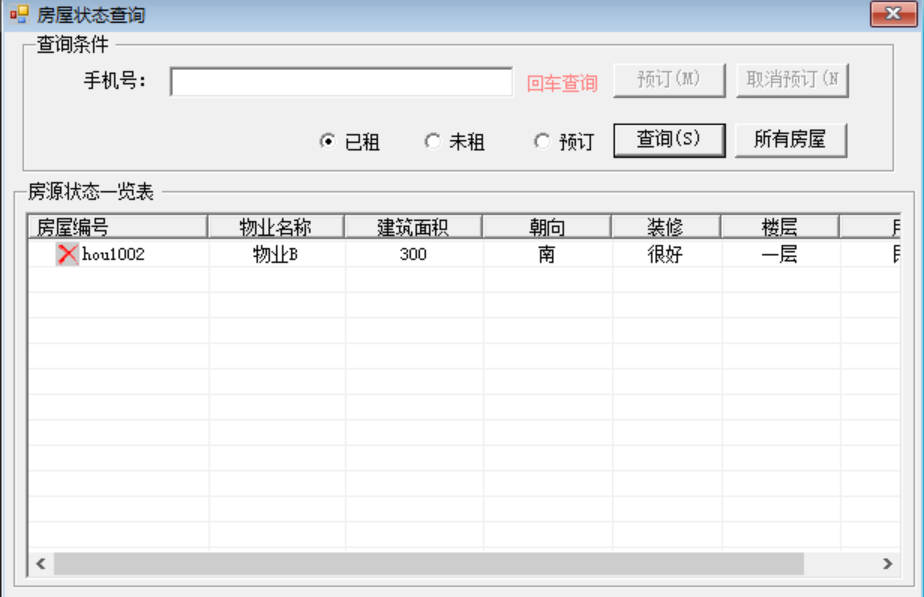 房屋状态查询
查询条件
手机号： 回车查询 预订(M) 取消预订(N
已租 未租 预订 查询(S) 所有房屋
房源状态一览表
房屋编号 物业名称 建筑面积 朝向 装修 楼层
hou1002 物业B 300 南 很好 一层